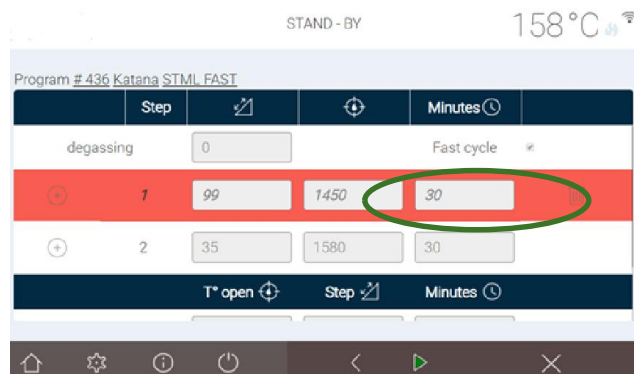 STAND - BY 158°C
Program # 436 Katana STML FAST
Step Minutes
degassing 0 Fast cycle
1 99 1450 30
2 35 1580 30
T° open Step Minutes